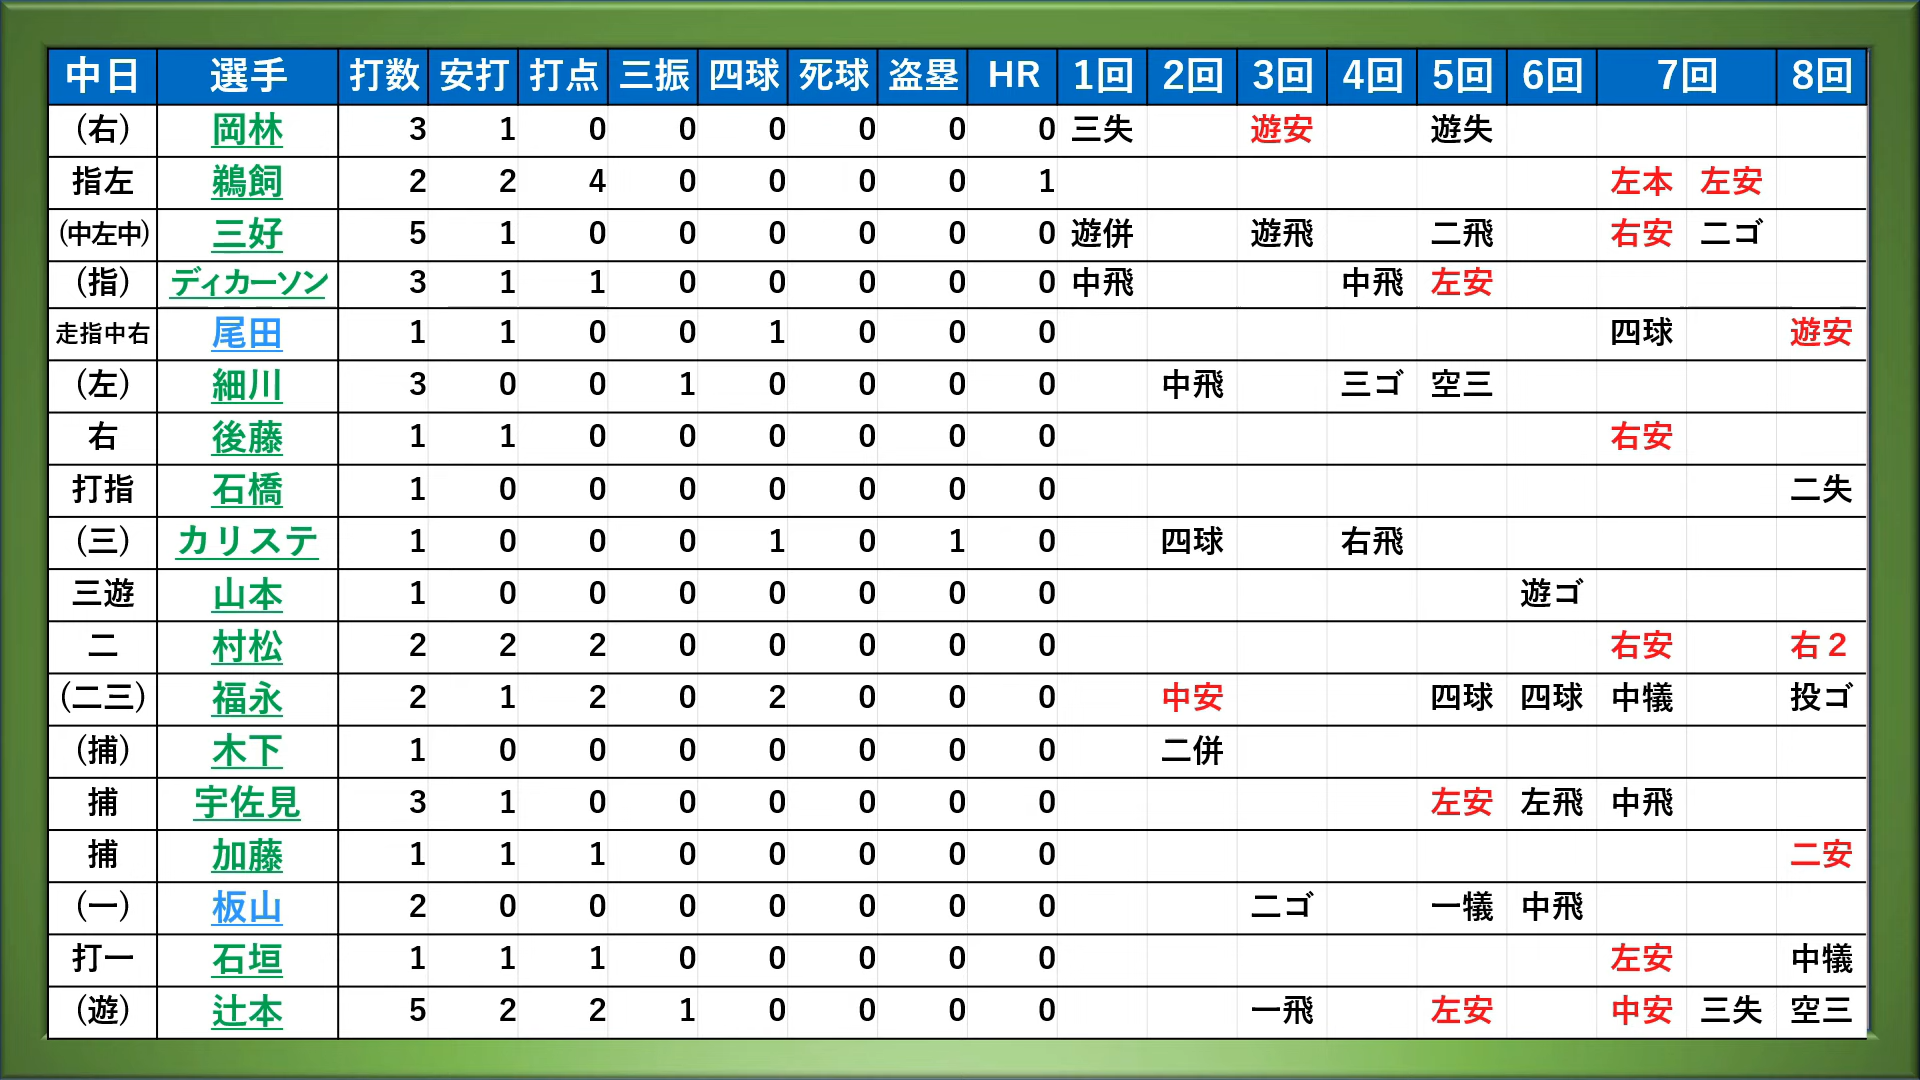 中日 選手 打数 安打 打点 三振 四球 死球 盗塁 HR 1回 2回 3回 4回 5回 6回 7回 8回
(右) 岡林 3 1 0 0 0 0 0 0 三失 遊安 遊失
指左 鵜飼 2 2 4 0 0 0 0 1 左本 左安
(中左中) 三好 5 1 0 0 0 0 0 0 遊併 遊飛 二飛 右安 二ゴ
(指) ディカーソン 3 1 1 0 0 0 0 0 中飛 中飛 左安
走指中右 尾田 1 1 0 0 1 0 0 0 四球 遊安
(左) 細川 3 0 0 1 0 0 0 0 中飛 三ゴ 空三
右 後藤 1 1 0 0 0 0 0 0 右安
打指 石橋 1 0 0 0 0 0 0 0 二失
(三) カリステ 1 0 0 0 1 0 1 0 四球 右飛
三遊 山本 1 0 0 0 0 0 0 0 遊ゴ
二 村松 2 2 2 0 0 0 0 0 右安 右２
(二三) 福永 2 1 2 0 2 0 0 0 中安 四球 四球 中犠 投ゴ
(捕) 木下 1 0 0 0 0 0 0 0 二併
捕 宇佐見 3 1 0 0 0 0 0 0 左安 左飛 中飛
捕 加藤 1 1 1 0 0 0 0 0 二安
(一) 板山 2 0 0 0 0 0 0 0 二ゴ 一犠 中飛
打一 石垣 1 1 1 0 0 0 0 0 左安 中犠
(遊) 辻本 5 2 2 1 0 0 0 0 一飛 左安 中安 三失 空三